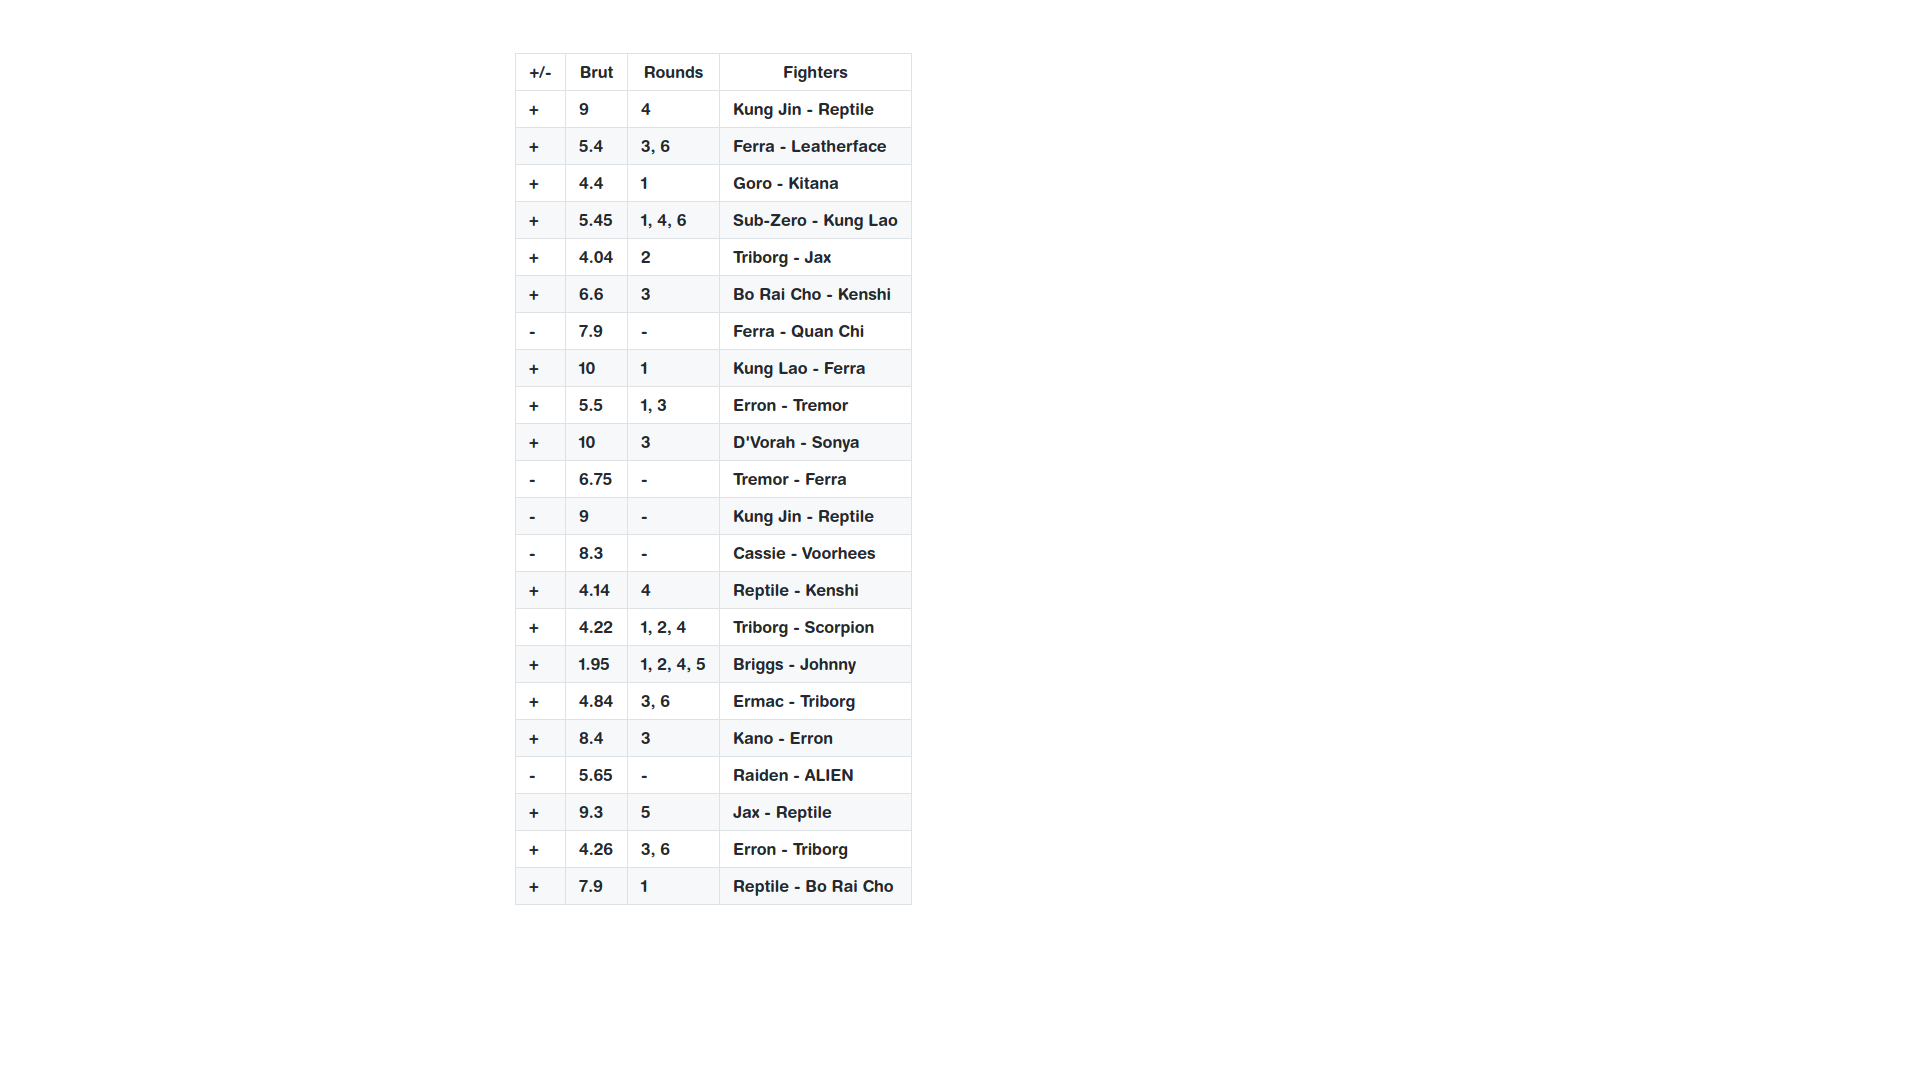 +/- Brut Rounds Fighters
+ 9 4 Kung Jin - Reptile
+ 5.4 3, 6 Ferra - Leatherface
+ 4.4 1 Goro - Kitana
+ 5.45 1, 4, 6 Sub-Zero - Kung Lao
+ 4.04 2 Triborg - Jax
+ 6.6 3 Bo Rai Cho - Kenshi
- 7.9 - Ferra - Quan Chi
+ 10 1 Kung Lao - Ferra
+ 5.5 1, 3 Erron - Tremor
+ 10 3 D'Vorah - Sonya
- 6.75 - Tremor - Ferra
- 9 - Kung Jin - Reptile
- 8.3 - Cassie - Voorhees
+ 4.14 4 Reptile - Kenshi
+ 4.22 1, 2, 4 Triborg - Scorpion
+ 1.95 1, 2, 4, 5 Briggs - Johnny
+ 4.84 3, 6 Ermac - Triborg
+ 8.4 3 Kano - Erron
- 5.65 - Raiden - ALIEN
+ 9.3 5 Jax - Reptile
+ 4.26 3, 6 Erron - Triborg
+ 7.9 1 Reptile - Bo Rai Cho